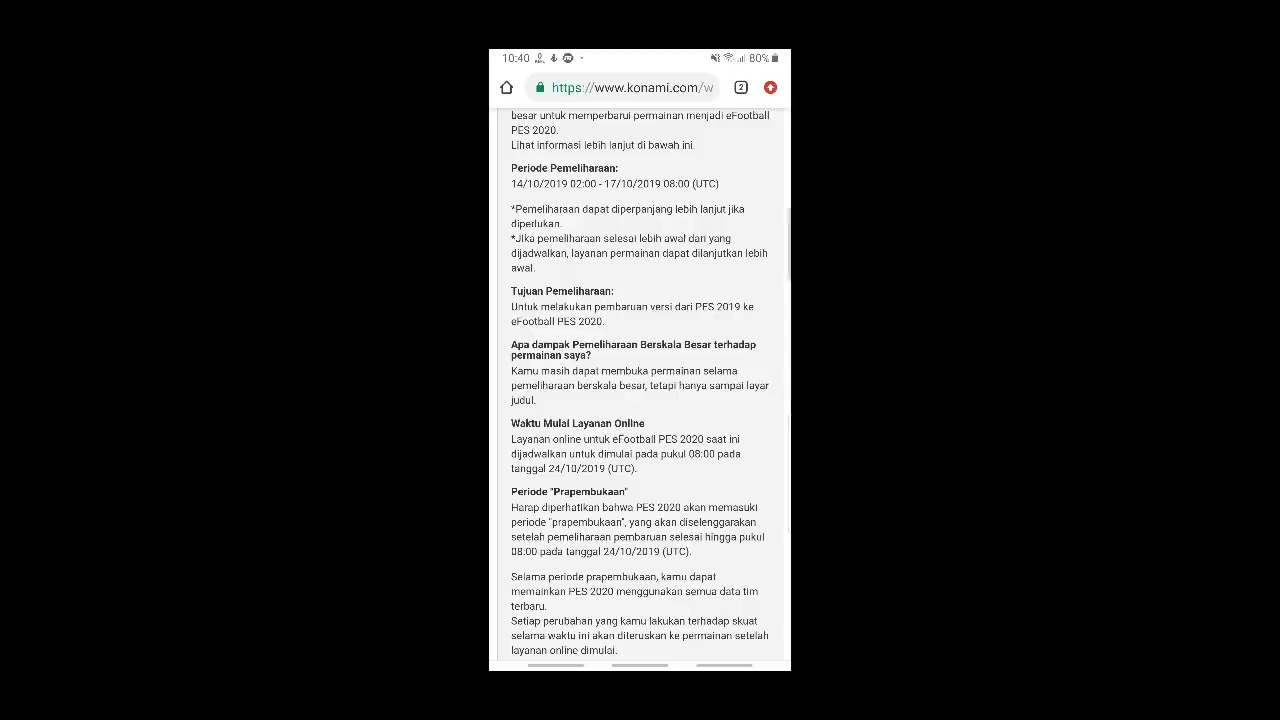 10:40
80%
2
https://www.konami.com/w
besar untuk memperbarui permainan menjadi eFootball
PES 2020.
Lihat informasi lebih lanjut di bawah ini.
Periode Pemeliharaan:
14/10/2019 02:00 - 17/10/2019 08:00 (UTC)
*Pemeliharaan dapat diperpanjang lebih lanjut jika
diperlukan.
*Jika pemeliharaan selesai lebih awal dari yang
dijadwalkan, layanan permainan dapat dilanjutkan lebih
awal.
Tujuan Pemeliharaan:
Untuk melakukan pembaruan versi dari PES 2019 ke
eFootball PES 2020.
Apa dampak Pemeliharaan Berskala Besar terhadap
permainan saya?
Kamu masih dapat membuka permainan selama
pemeliharaan berskala besar, tetapi hanya sampai layar
judul.
Waktu Mulai Layanan Online
Layanan online untuk eFootball PES 2020 saat ini
dijadwalkan untuk dimulai pada pukul 08:00 pada
tanggal 24/10/2019 (UTC).
Periode "Prapembukaan"
Harap diperhatikan bahwa PES 2020 akan memasuki
periode "prapembukaan", yang akan diselenggarakan
setelah pemeliharaan pembaruan selesai hingga pukul
08:00 pada tanggal 24/10/2019 (UTC).
Selama periode prapembukaan, kamu dapat
memainkan PES 2020 menggunakan semua data tim
terbaru.
Setiap perubahan yang kamu lakukan terhadap skuat
selama waktu ini akan diteruskan ke permainan setelah
layanan online dimulai.